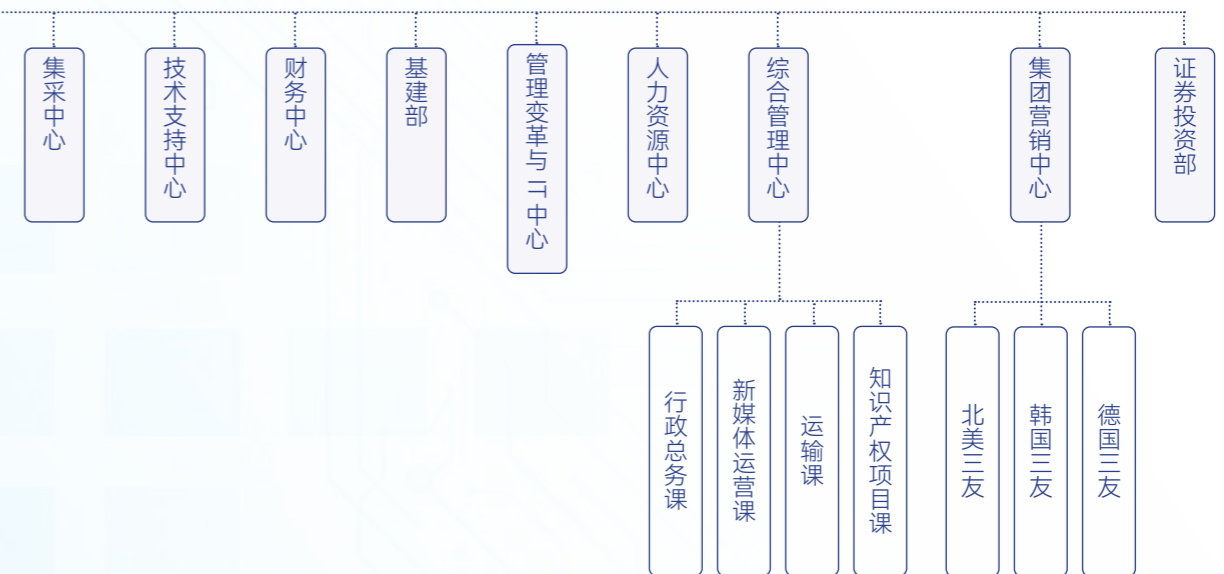 集采中心
技术支持中心
财务中心
基建部
管理变革与 IT 中心
人力资源中心
综合管理中心
集团营销中心
证券投资部
行政总务课
新媒体运营课
运输课
知识产权项目课
北美三友
韩国三友
德国三友